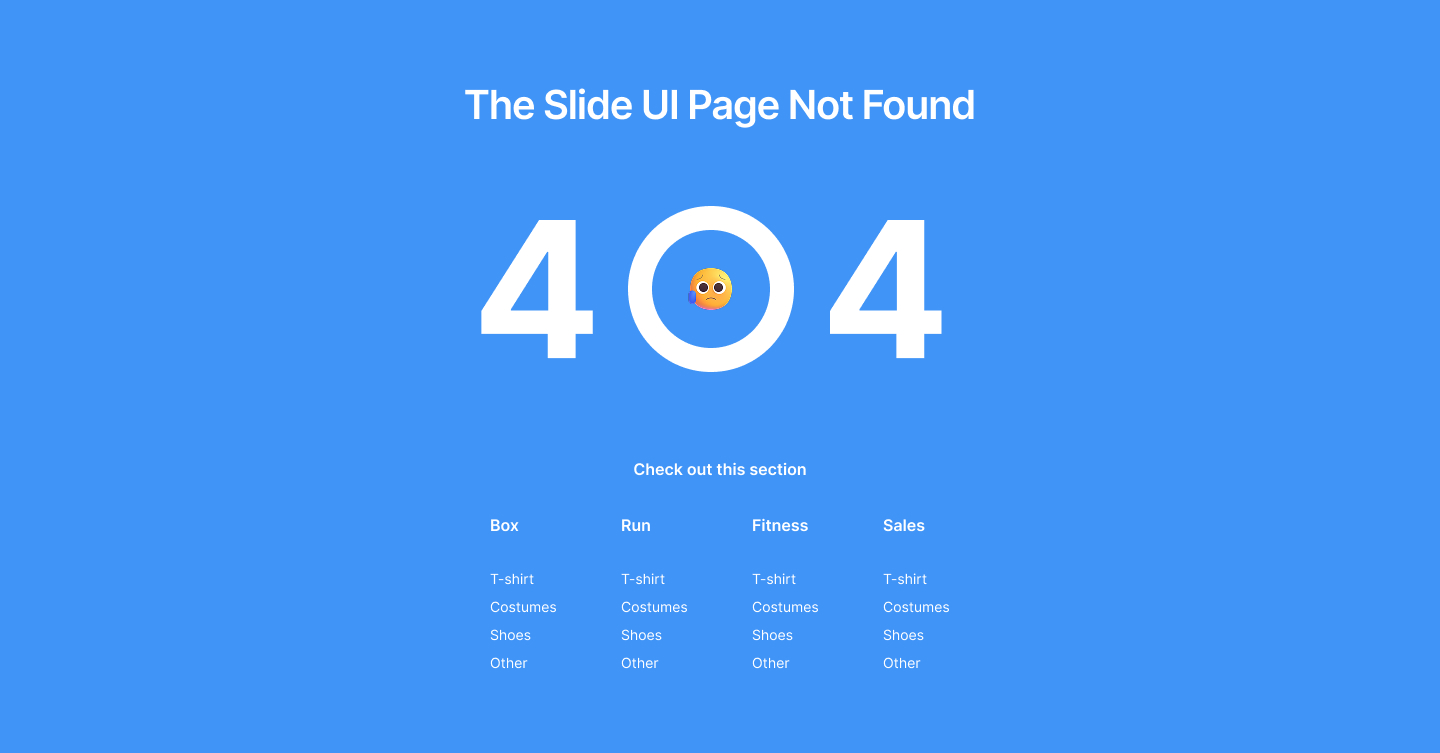 The Slide UI Page Not Found
404
Check out this section
Box
T-shirt
Costumes
Shoes
Other
Run
T-shirt
Costumes
Shoes
Other
Fitness
T-shirt
Costumes
Shoes
Other
Sales
T-shirt
Costumes
Shoes
Other